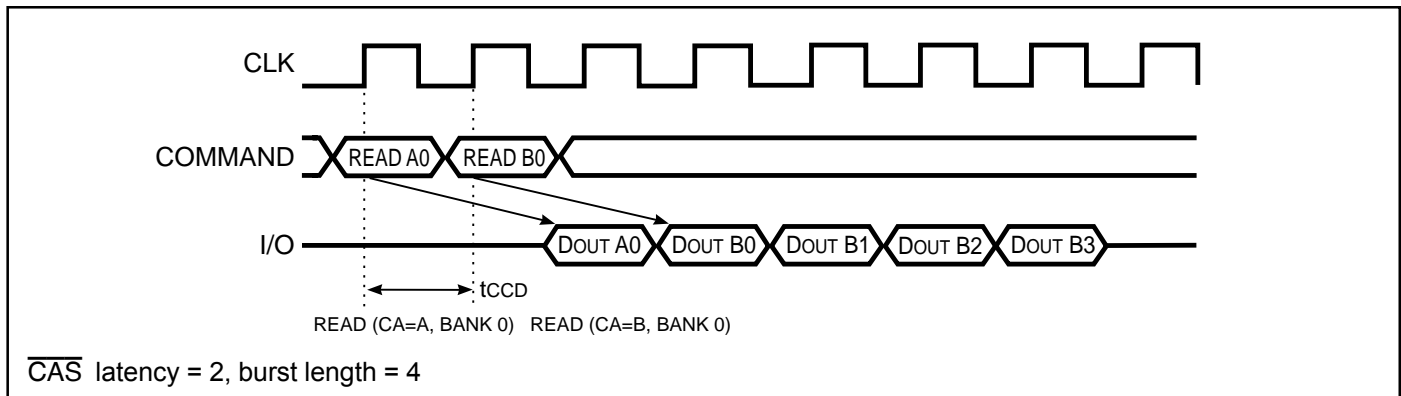 CLK
COMMAND READ A0 READ B0
I/O DOUT A0 DOUT B0 DOUT B1 DOUT B2 DOUT B3
tCCD
READ (CA=A, BANK 0) READ (CA=B, BANK 0)
C̅A̅S̅ latency = 2, burst length = 4